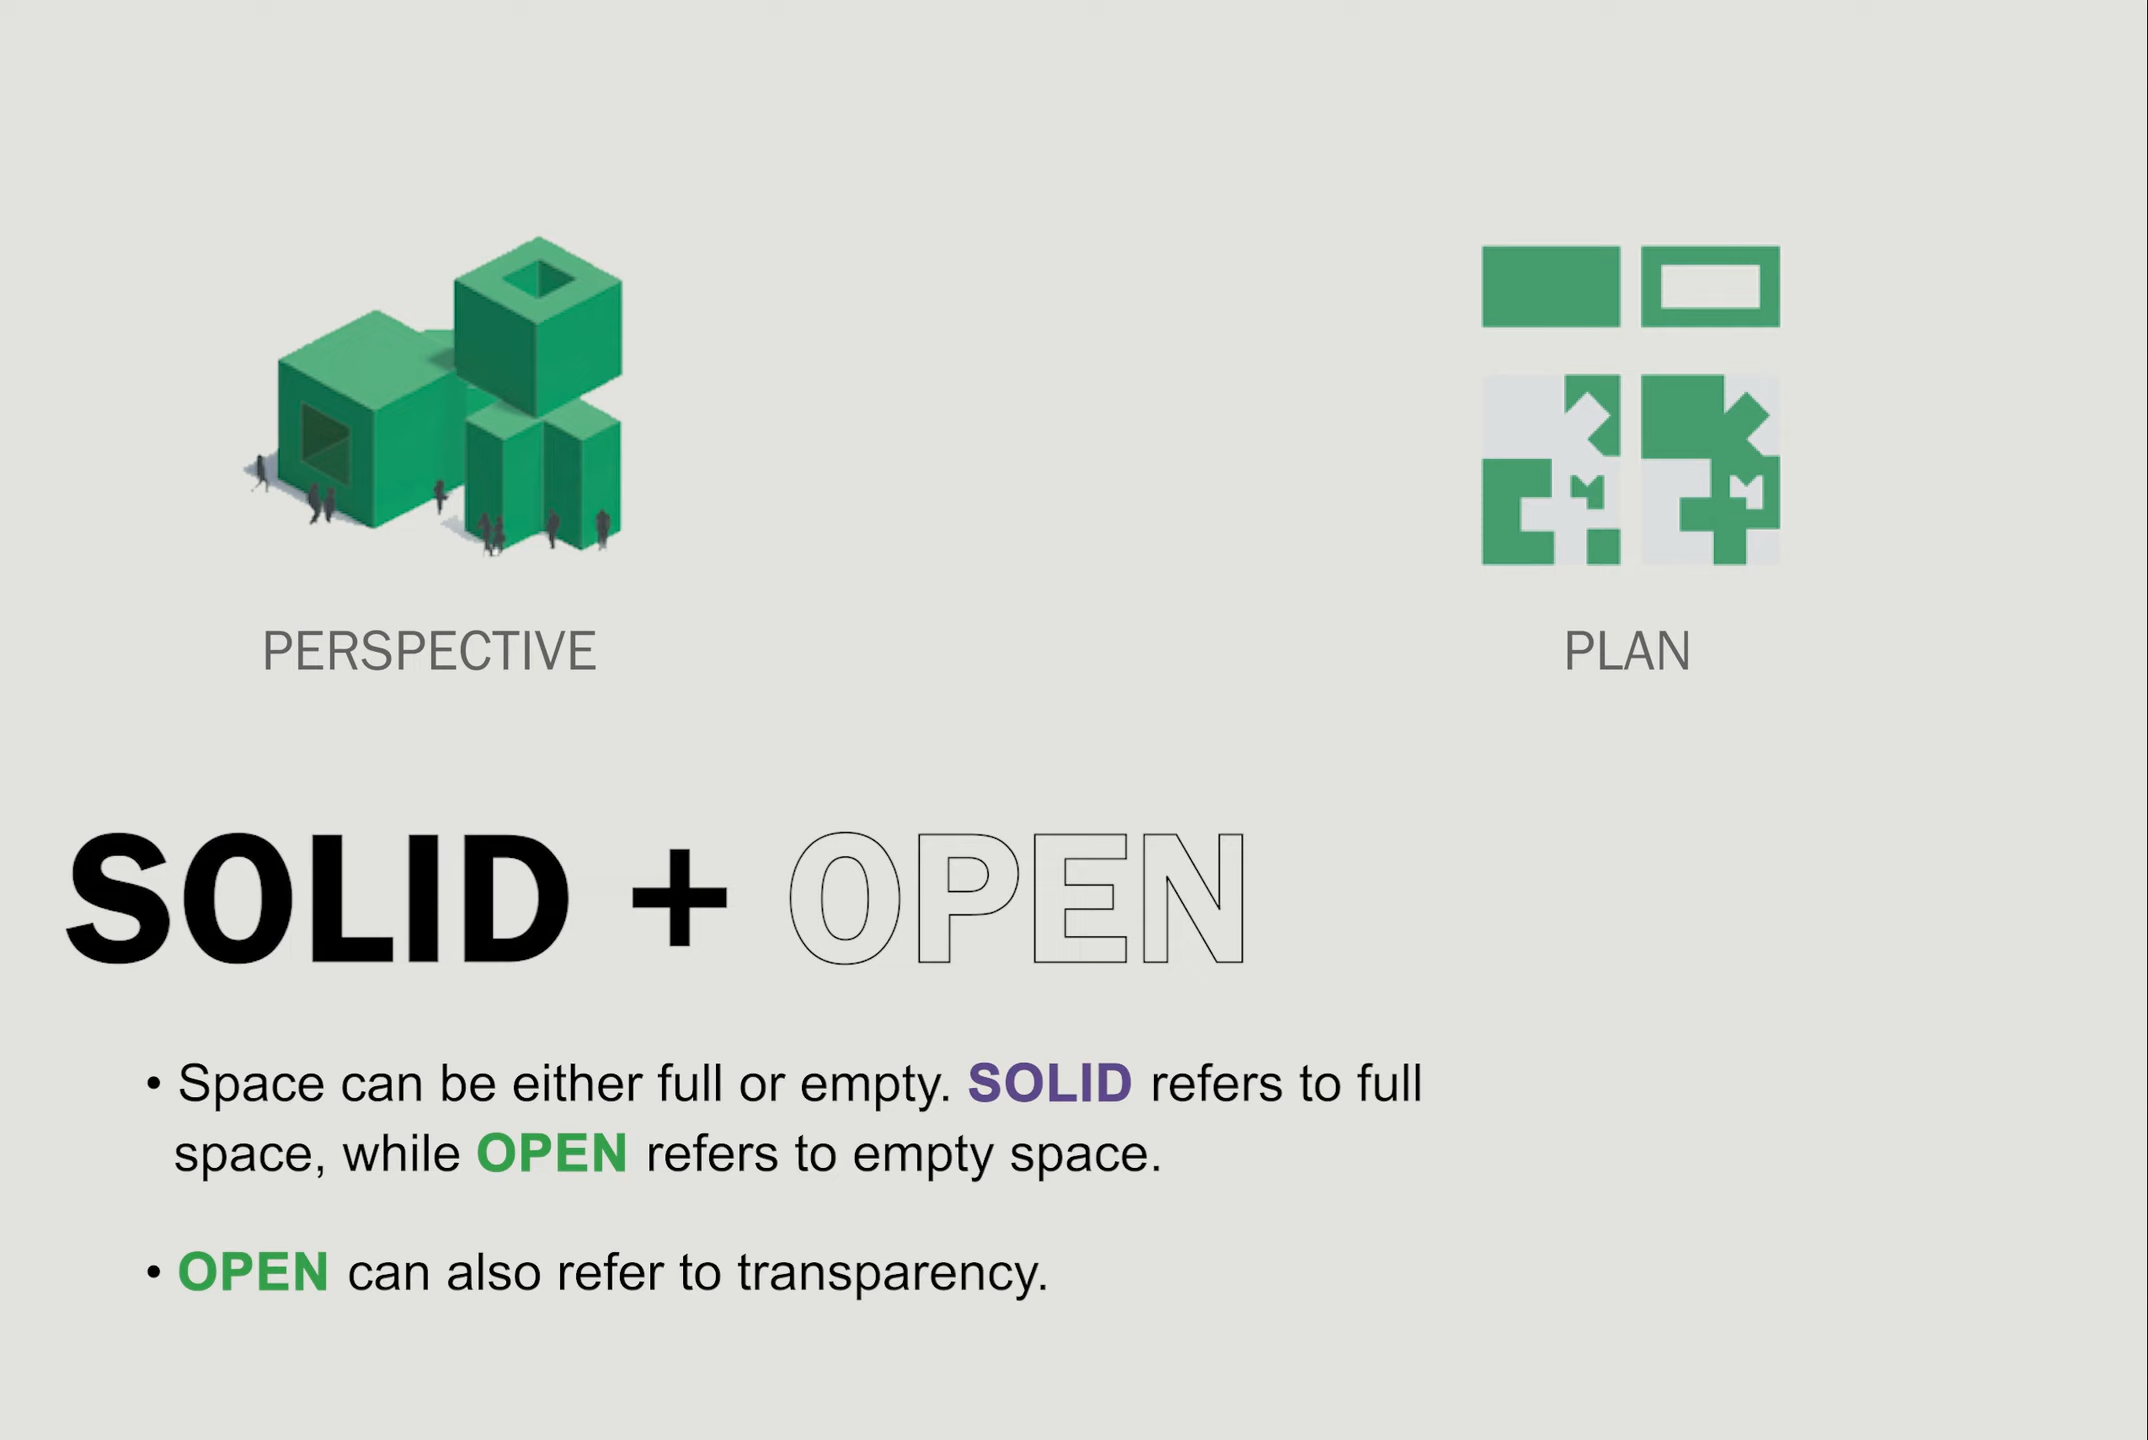 PERSPECTIVE
PLAN
SOLID + OPEN
• Space can be either full or empty. SOLID refers to full
space, while OPEN refers to empty space.
• OPEN can also refer to transparency.